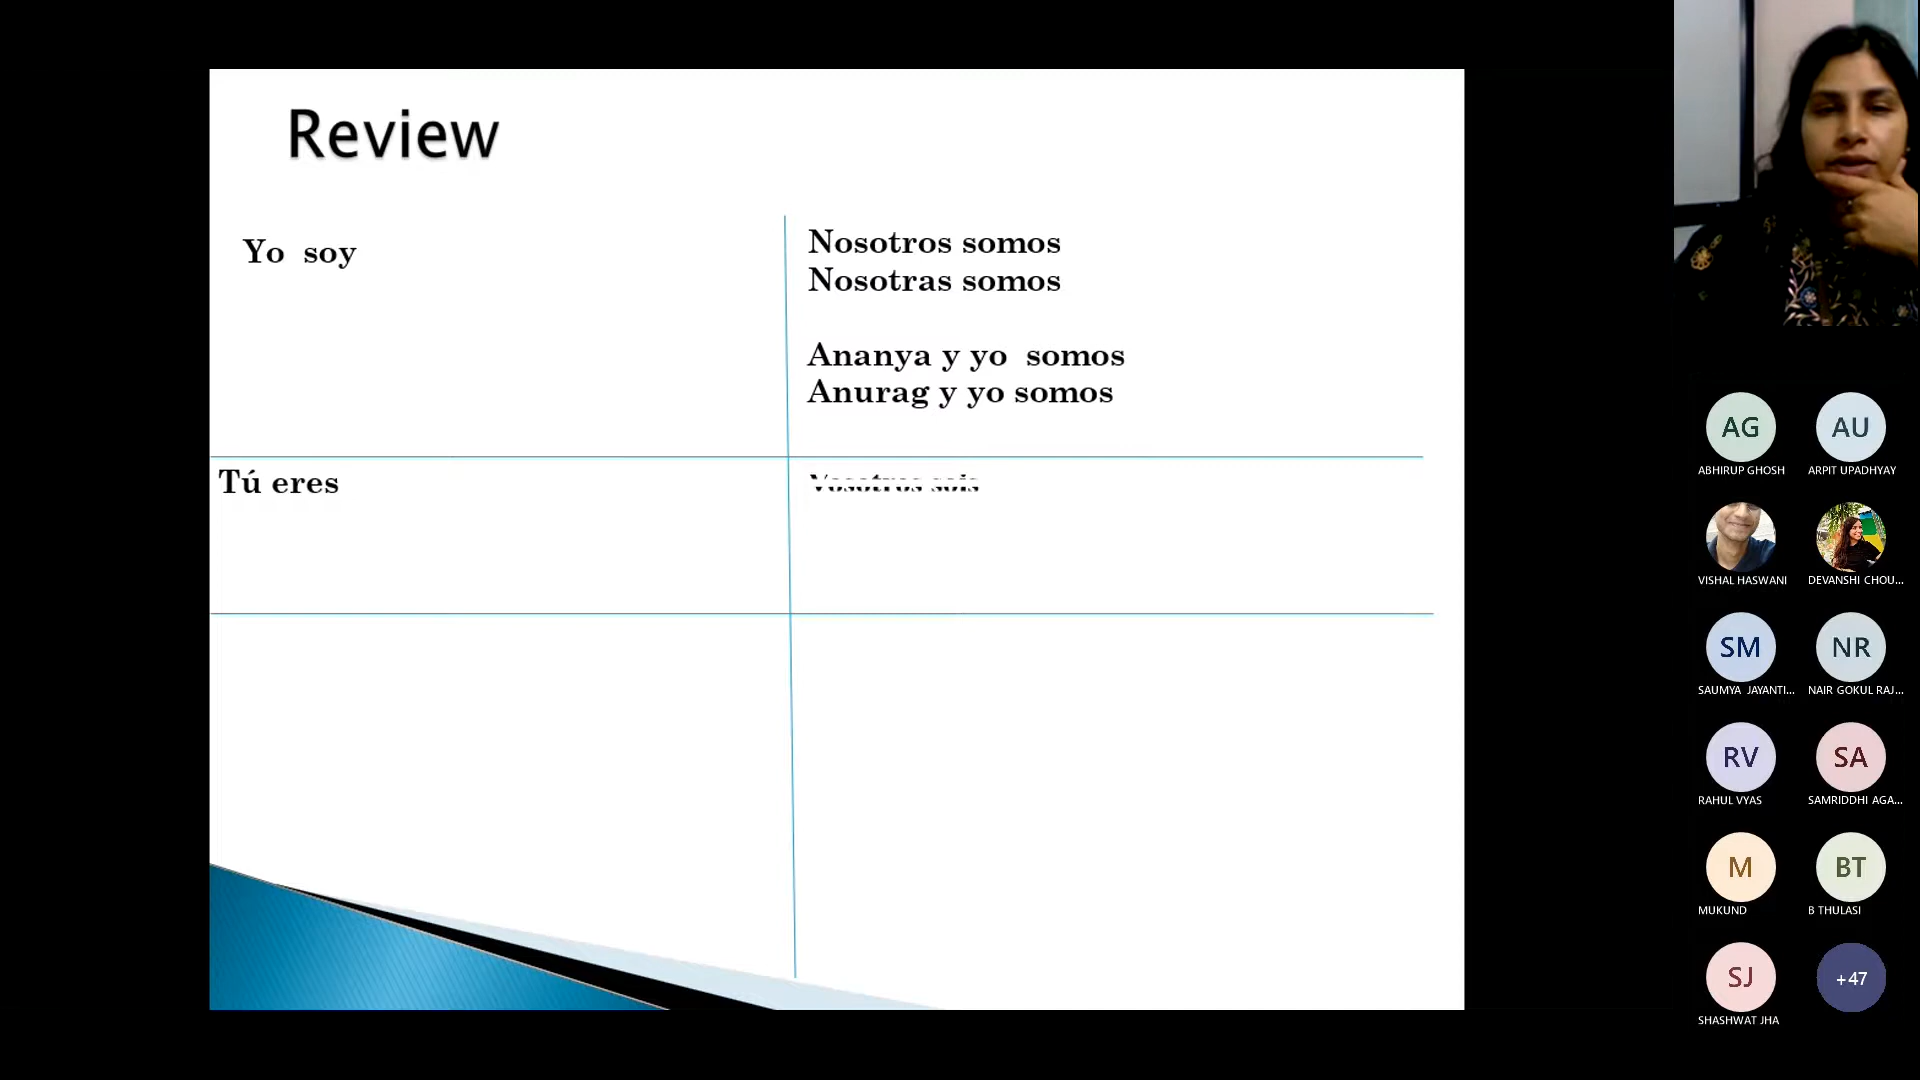 Review
Yo soy
Nosotros somos
Nosotras somos
Ananya y yo somos
Anurag y yo somos
Tú eres
Vosotros sois
AG
ABHIRUP GHOSH
AU
ARPIT UPADHYAY
VISHAL HASWANI
DEVANSHI CHOU...
SM
SAUMYA JAYANTI...
NR
NAIR GOKUL RAJ...
RV
RAHUL VYAS
SA
SAMRIDDHI AGA...
M
MUKUND
BT
B THULASI
SJ
SHASHWAT JHA
+47